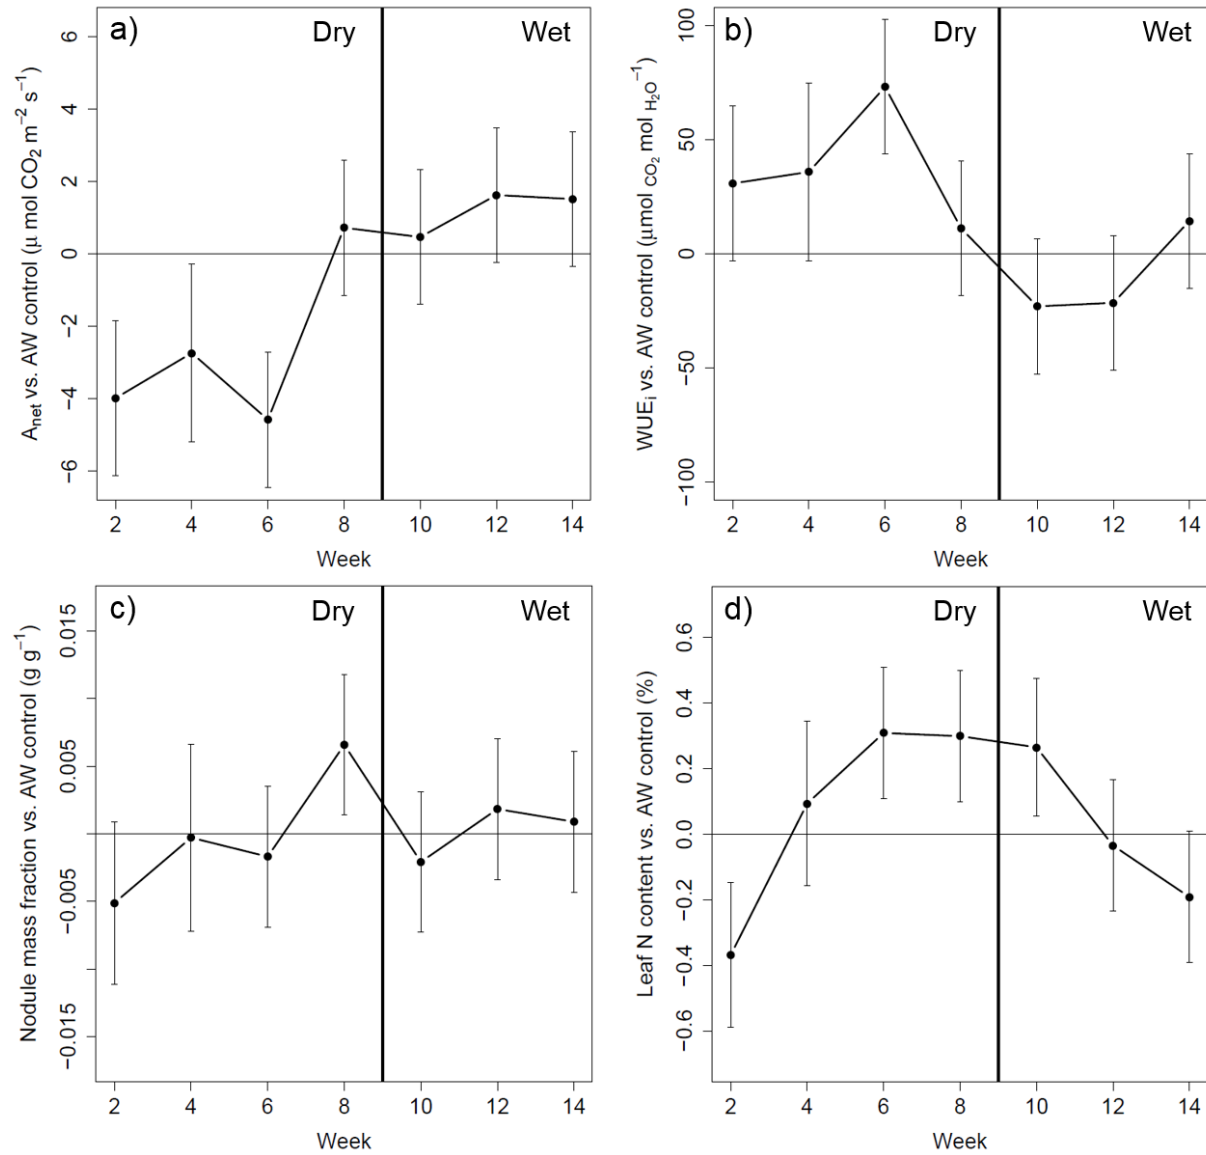 a) Dry Wet
A_net vs. AW control (μ mol CO₂ m⁻² s⁻¹)
6
4
2
0
−2
−4
−6
2 4 6 8 10 12 14
Week
b) Dry Wet
WUE_i vs. AW control (μmol CO₂ mol H₂O⁻¹)
100
50
0
−50
−100
2 4 6 8 10 12 14
Week
c) Dry Wet
Nodule mass fraction vs. AW control (g g⁻¹)
0.015
0.005
−0.005
−0.015
2 4 6 8 10 12 14
Week
d) Dry Wet
Leaf N content vs. AW control (%)
0.6
0.4
0.2
0.0
−0.2
−0.4
−0.6
2 4 6 8 10 12 14
Week